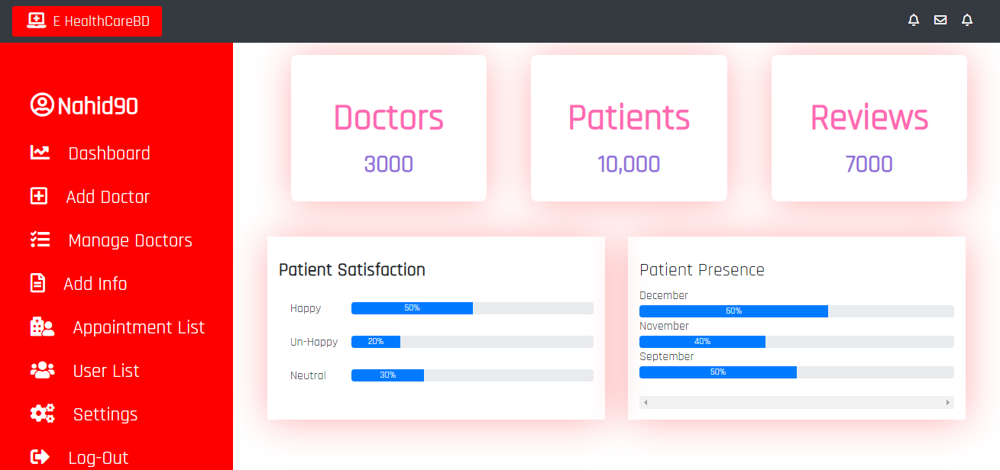 E HealthCareBD
Nahid90
Dashboard
Add Doctor
Manage Doctors
Add Info
Appointment List
User List
Settings
Log-Out
Doctors
3000
Patients
10,000
Reviews
7000
Patient Satisfaction
Happy 50%
Un-Happy 20%
Neutral 30%
Patient Presence
December
60%
November
40%
September
50%